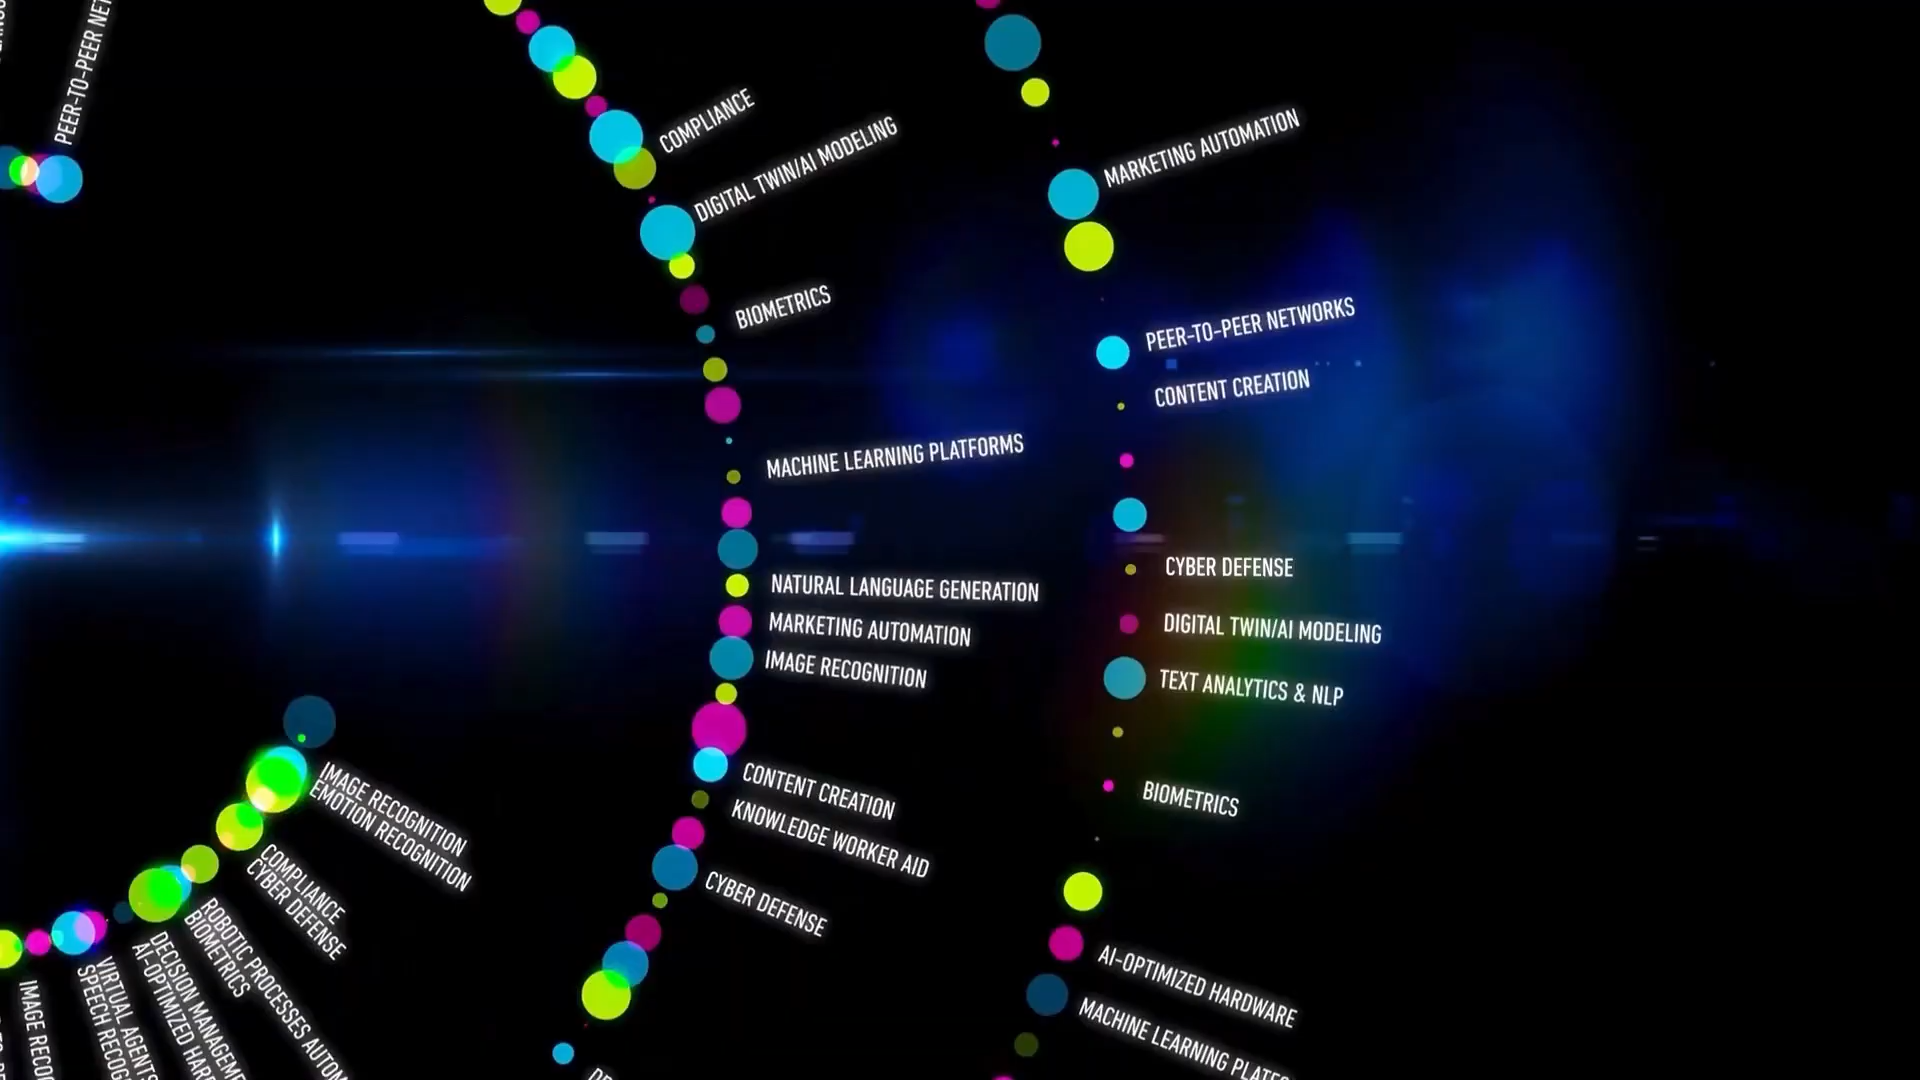 PEER-TO-PEER NET
COMPLIANCE
DIGITAL TWIN/AI MODELING
BIOMETRICS
MACHINE LEARNING PLATFORMS
NATURAL LANGUAGE GENERATION
MARKETING AUTOMATION
IMAGE RECOGNITION
CONTENT CREATION
KNOWLEDGE WORKER AID
CYBER DEFENSE
MARKETING AUTOMATION
PEER-TO-PEER NETWORKS
CONTENT CREATION
CYBER DEFENSE
DIGITAL TWIN/AI MODELING
TEXT ANALYTICS & NLP
BIOMETRICS
AI-OPTIMIZED HARDWARE
MACHINE LEARNING
IMAGE RECOGNITION
EMOTION RECOGNITION
COMPLIANCE
CYBER DEFENSE
ROBOTIC PROCESSES AUTOM
BIOMETRICS
DECISION MANAGEM
AI-OPTIMIZED HAR
VIRTUAL AGENTS
SPEECH RECOG
IMAGE RECO